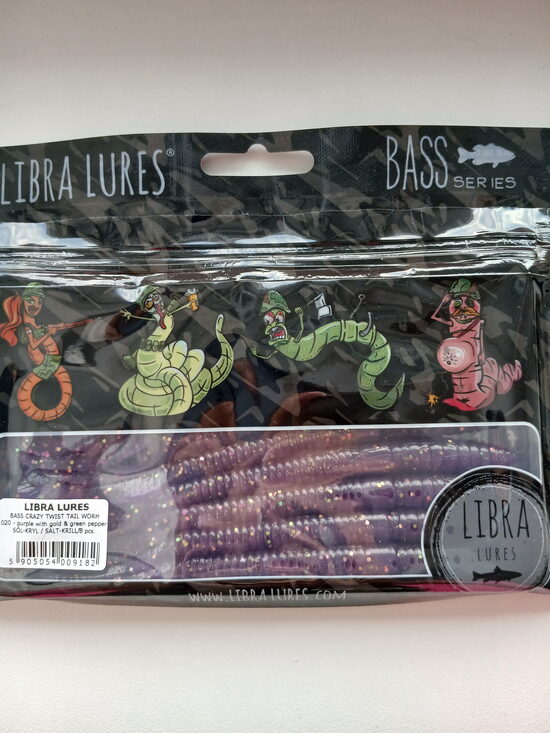 LIBRA LURES®
BASS
SERIES
LIBRA LURES
BASS CRAZY TWIST TAIL WORM
020 - purple with gold & green pepper
SÓL-KRYL / SALT-KRILL/8 pcs.
5 905054 009182
LIBRA
LURES
WWW.LIBRALURES.COM